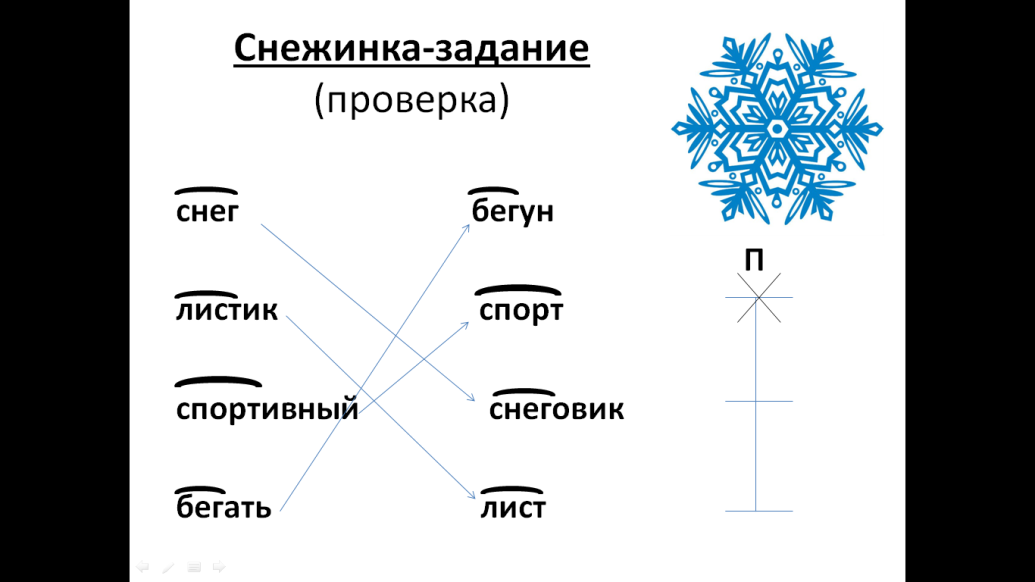 Снежинка-задание
(проверка)
снег
бегун
листик
спорт
спортивный
снеговик
бегать
лист
П